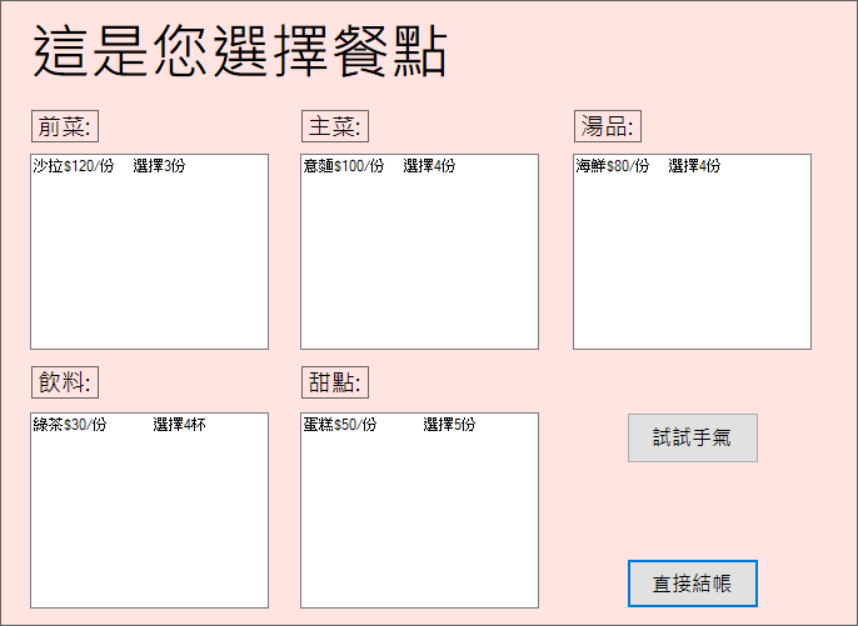 這是您選擇餐點
前菜:
主菜:
湯品:
沙拉$120/份 選擇3份
意麵$100/份 選擇4份
海鮮$80/份 選擇4份
飲料:
甜點:
綠茶$30/份 選擇4杯
蛋糕$50/份 選擇5份
試試手氣
直接結帳